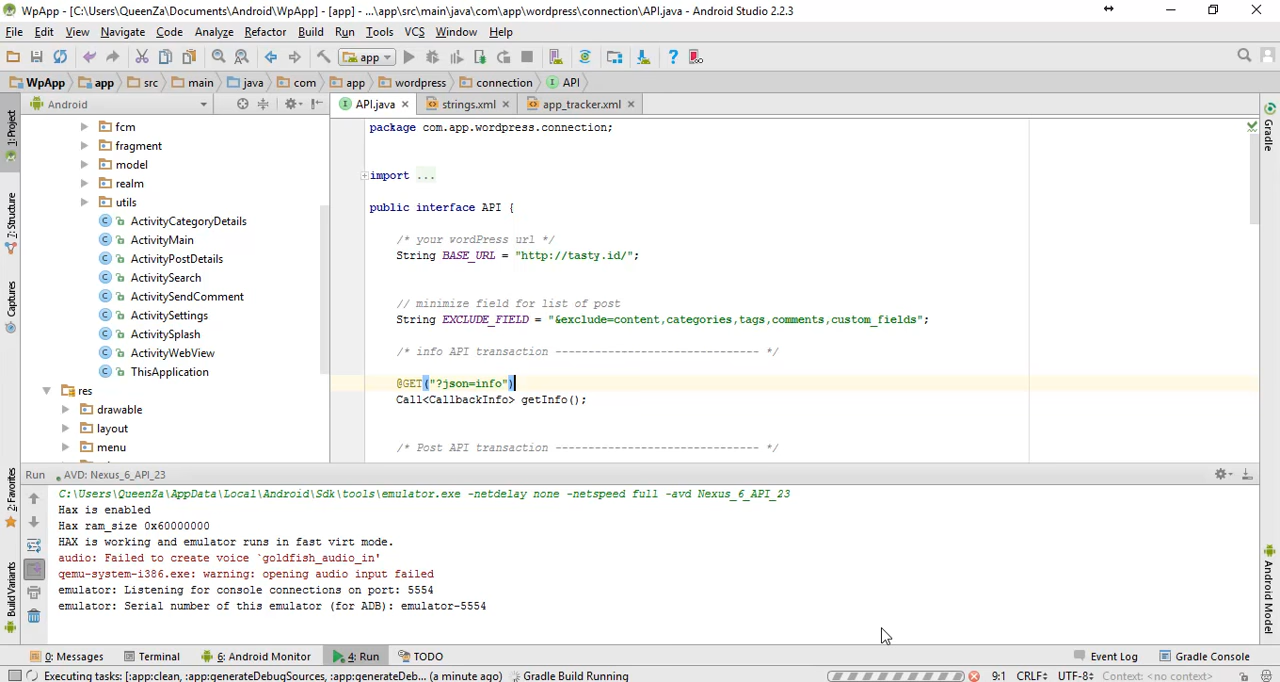 WpApp - [C:\Users\QueenZa\Documents\Android\WpApp] - [app] - ...\app\src\main\java\com\app\wordpress\connection\API.java - Android Studio 2.2.3
File Edit View Navigate Code Analyze Refactor Build Run Tools VCS Window Help
app
WpApp app src main java com app wordpress connection API
Android
API.java strings.xml app_tracker.xml
1: Project
7: Structure
Captures
2: Favorites
Build Variants
Gradle
Android Model
fcm
fragment
model
realm
utils
ActivityCategoryDetails
ActivityMain
ActivityPostDetails
ActivitySearch
ActivitySendComment
ActivitySettings
ActivitySplash
ActivityWebView
ThisApplication
res
drawable
layout
menu
package com.app.wordpress.connection;
import ...
public interface API {
/* your wordPress url */
String BASE_URL = "http://tasty.id/";
// minimize field for list of post
String EXCLUDE_FIELD = "&exclude=content,categories,tags,comments,custom_fields";
/* info API transaction ------------------------------- */
@GET("?json=info")
Call<CallbackInfo> getInfo();
/* Post API transaction ------------------------------- */
Run AVD: Nexus_6_API_23
C:\Users\QueenZa\AppData\Local\Android\Sdk\tools\emulator.exe -netdelay none -netspeed full -avd Nexus_6_API_23
Hax is enabled
Hax ram_size 0x60000000
HAX is working and emulator runs in fast virt mode.
audio: Failed to create voice `goldfish_audio_in'
qemu-system-i386.exe: warning: opening audio input failed
emulator: Listening for console connections on port: 5554
emulator: Serial number of this emulator (for ADB): emulator-5554
0: Messages Terminal 6: Android Monitor 4: Run TODO Event Log Gradle Console
Executing tasks: [:app:clean, :app:generateDebugSources, :app:generateDeb... (a minute ago) Gradle Build Running 9:1 CRLF UTF-8 Context: <no context>